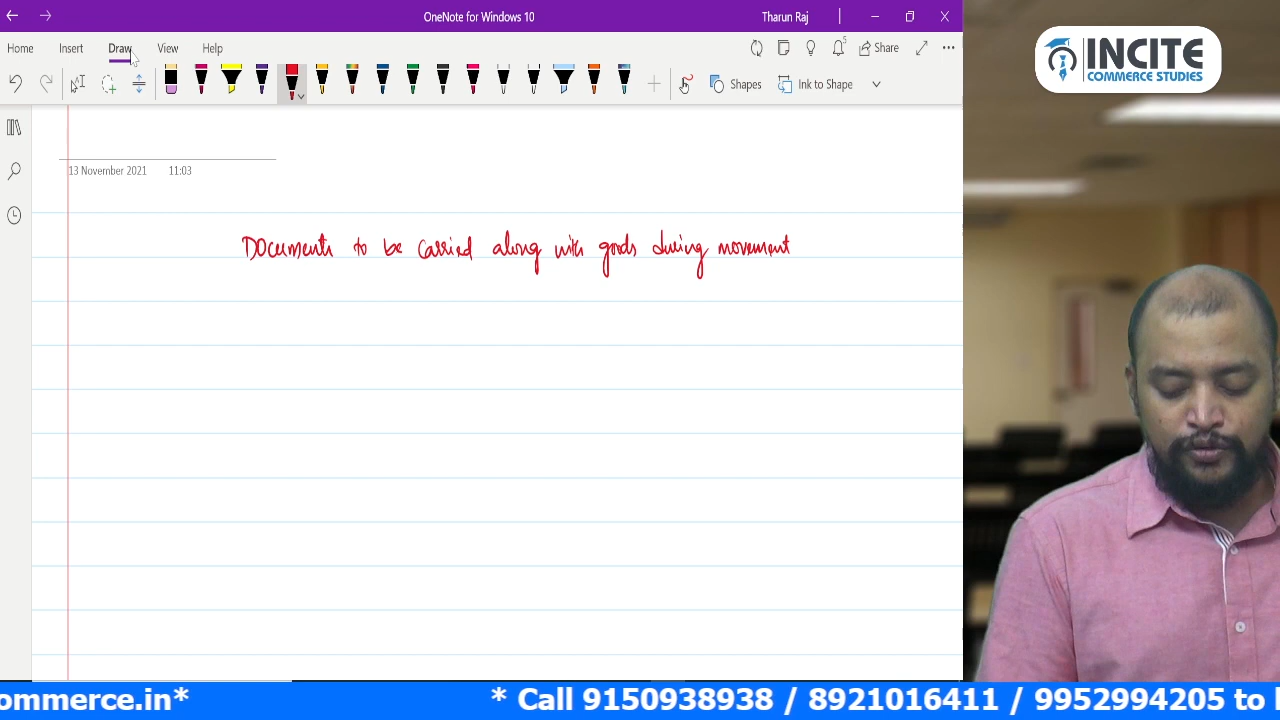 OneNote for Windows 10
Tharun Raj
Home Insert Draw View Help
5
Share
Shapes
Ink to Shape
INCITE
COMMERCE STUDIES
13 November 2021 11:03
Documents to be carried along with goods during movement
ommerce.in* * Call 9150938938 / 8921016411 / 9952994205 to